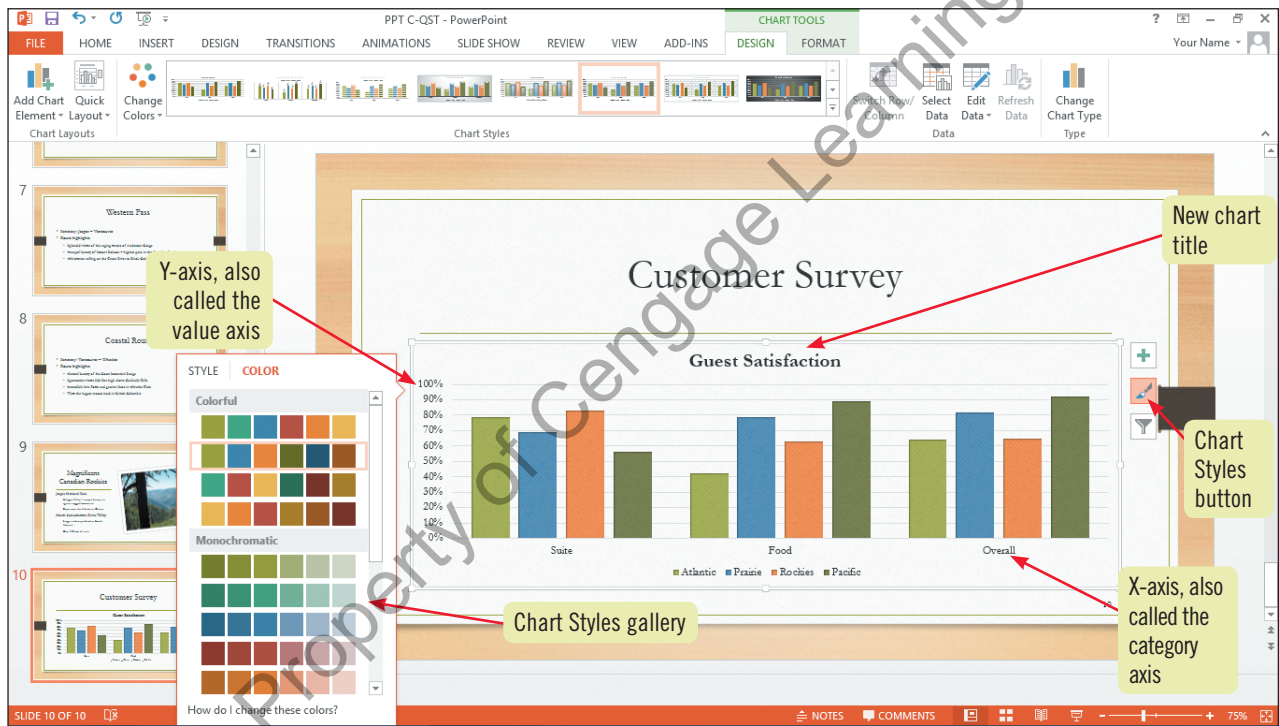 PPT C-QST - PowerPoint
CHART TOOLS
FILE HOME INSERT DESIGN TRANSITIONS ANIMATIONS SLIDE SHOW REVIEW VIEW ADD-INS DESIGN FORMAT
Your Name
Add Chart Element
Quick Layout
Change Colors
Switch Row/ Column
Select Data
Edit Data
Refresh Data
Change Chart Type
Chart Layouts
Chart Styles
Data
Type
7
Western Pass
8
Coastal Rou
9
Magnificent
Canadian Rockies
10
Customer Survey
Guest Satisfaction
Y-axis, also
called the
value axis
STYLE COLOR
Colorful
Monochromatic
How do I change these colors?
Chart Styles gallery
Customer Survey
New chart
title
Guest Satisfaction
100%
90%
80%
70%
60%
50%
40%
30%
20%
10%
0%
Suite Food Overall
Atlantic Prairie Rockies Pacific
Chart
Styles
button
X-axis, also
called the
category
axis
Property of Cengage Learning
SLIDE 10 OF 10
NOTES COMMENTS
75%